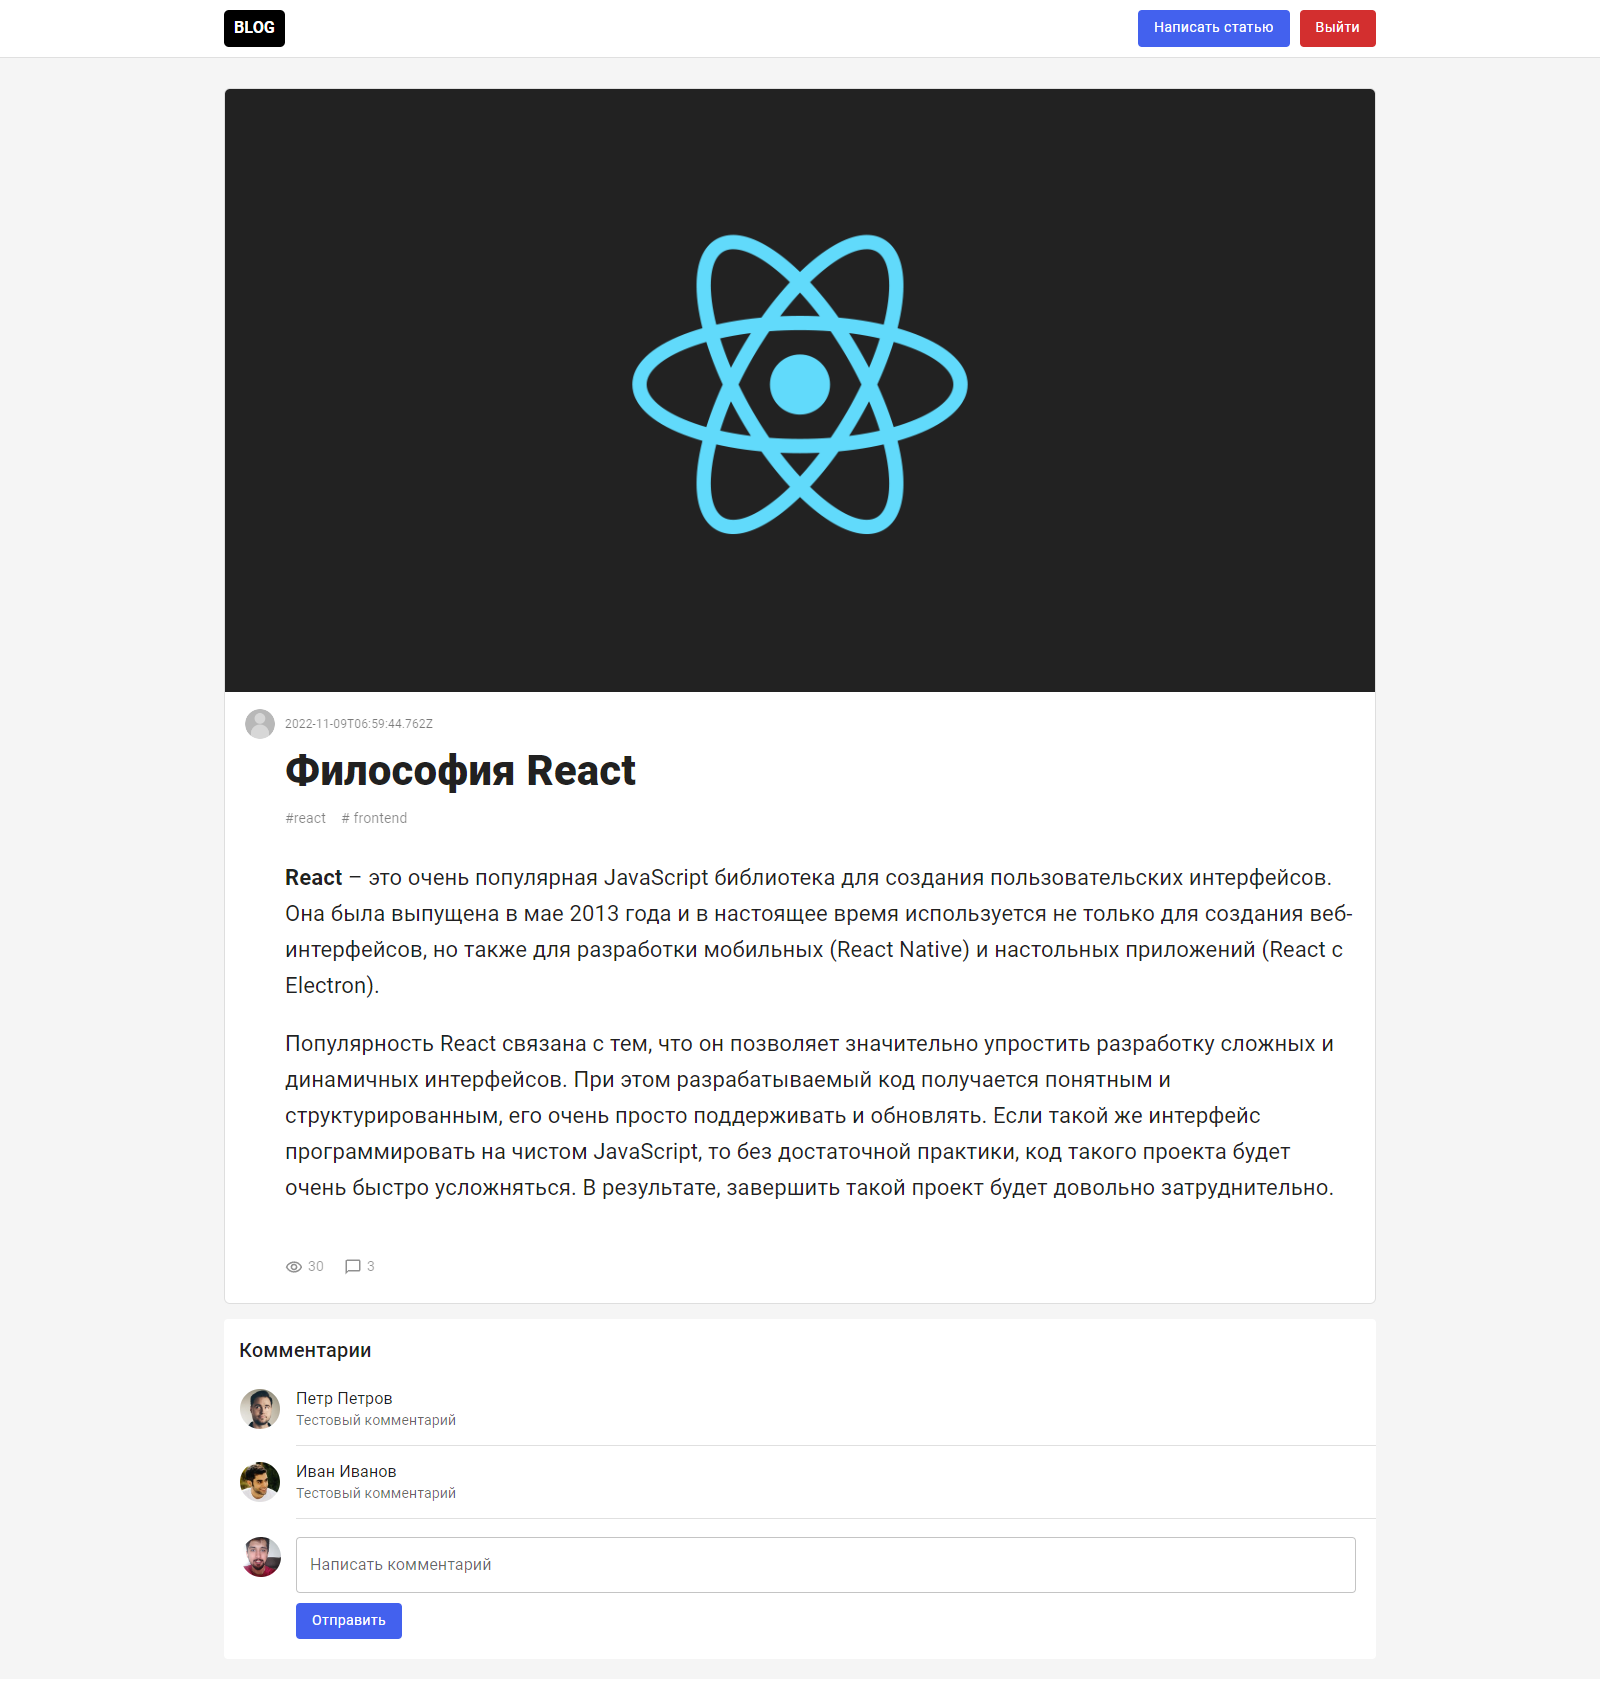 BLOG
Написать статью
Выйти
2022-11-09T06:59:44.762Z
Философия React
#react # frontend
React – это очень популярная JavaScript библиотека для создания пользовательских интерфейсов.
Она была выпущена в мае 2013 года и в настоящее время используется не только для создания веб-
интерфейсов, но также для разработки мобильных (React Native) и настольных приложений (React с
Electron).
Популярность React связана с тем, что он позволяет значительно упростить разработку сложных и
динамичных интерфейсов. При этом разрабатываемый код получается понятным и
структурированным, его очень просто поддерживать и обновлять. Если такой же интерфейс
программировать на чистом JavaScript, то без достаточной практики, код такого проекта будет
очень быстро усложняться. В результате, завершить такой проект будет довольно затруднительно.
30 3
Комментарии
Петр Петров
Тестовый комментарий
Иван Иванов
Тестовый комментарий
Написать комментарий
Отправить